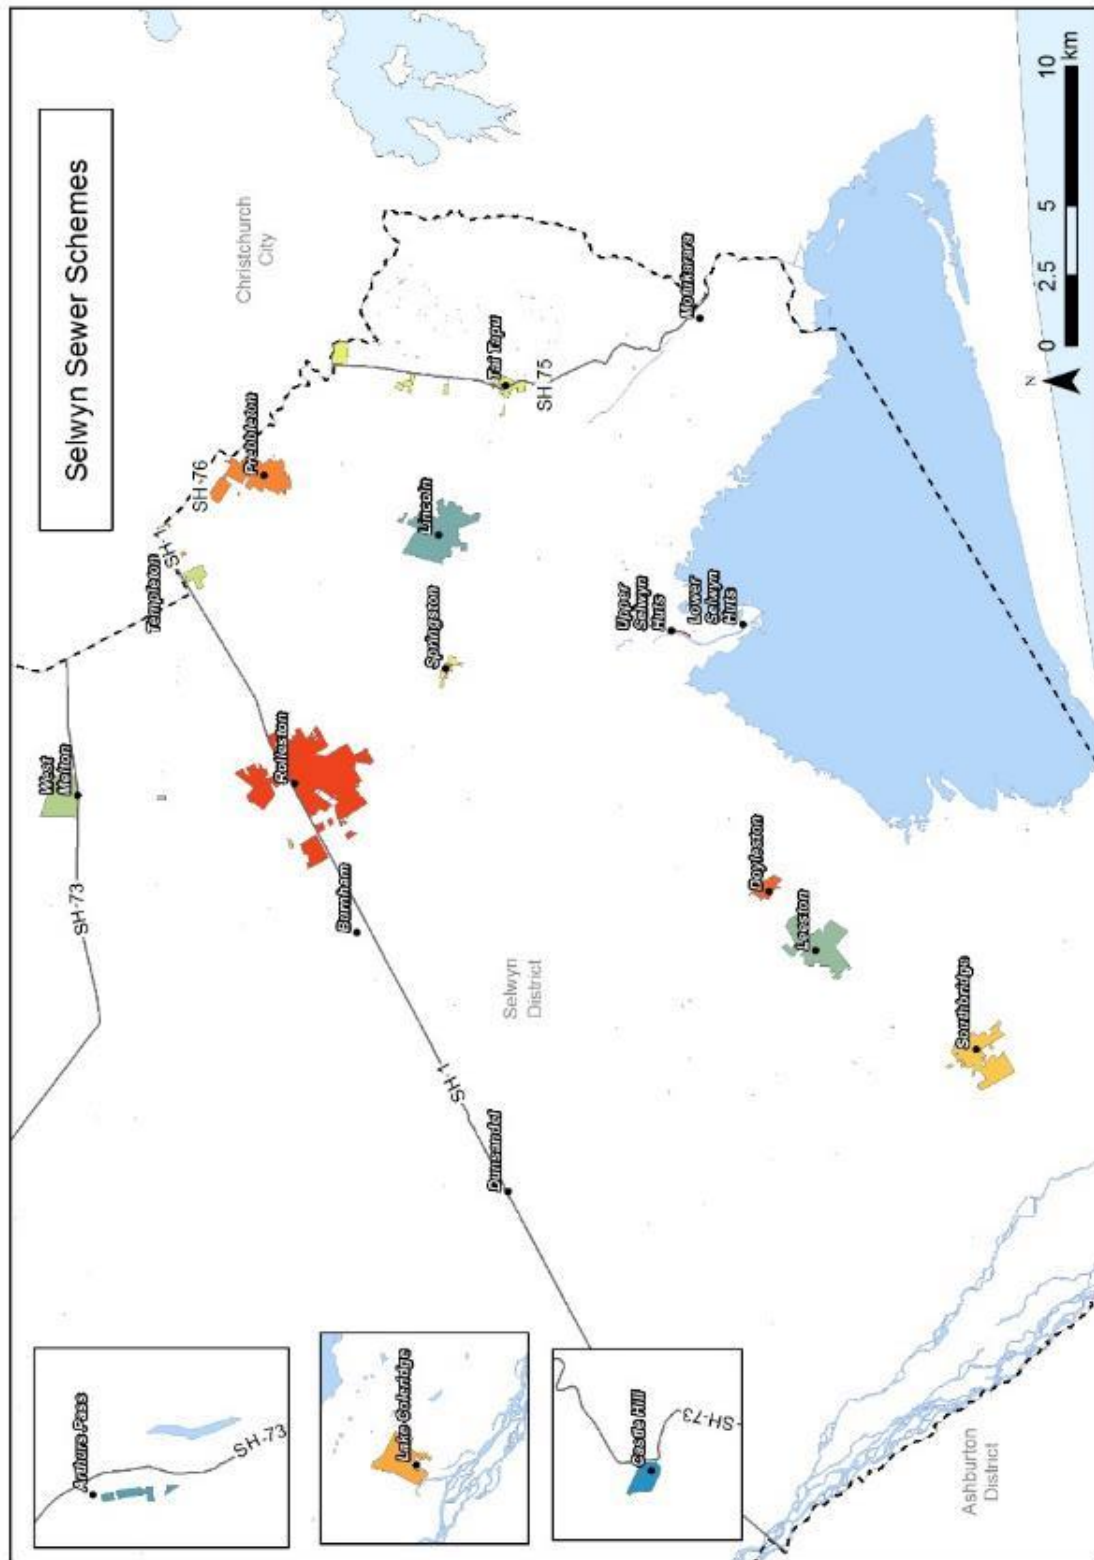 Selwyn Sewer Schemes
Arthurs Pass
SH-73
Lake Coleridge
Castle Hill
SH-73
West
Melton
SH-73
Templeton
SH-1
SH-76
Prebbleton
Christchurch
City
Rolleston
Burnham
Springston
Lincoln
Tai Tapu
SH 75
SH-1
Dunsandel
Selwyn
District
Motukarara
Upper
Selwyn
Huts
Lower
Selwyn
Huts
Doyleston
Leeston
Southbridge
Ashburton
District
N
0
2.5
5
10
km